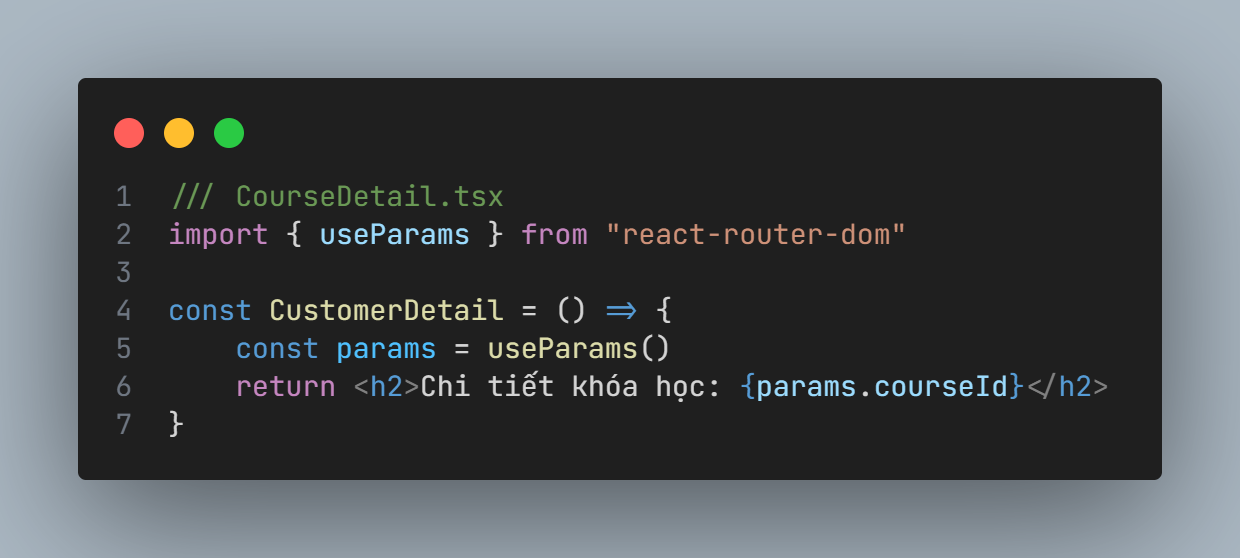 1 /// CourseDetail.tsx
2 import { useParams } from "react-router-dom"
3
4 const CustomerDetail = () => {
5     const params = useParams()
6     return <h2>Chi tiết khóa học: {params.courseId}</h2>
7 }